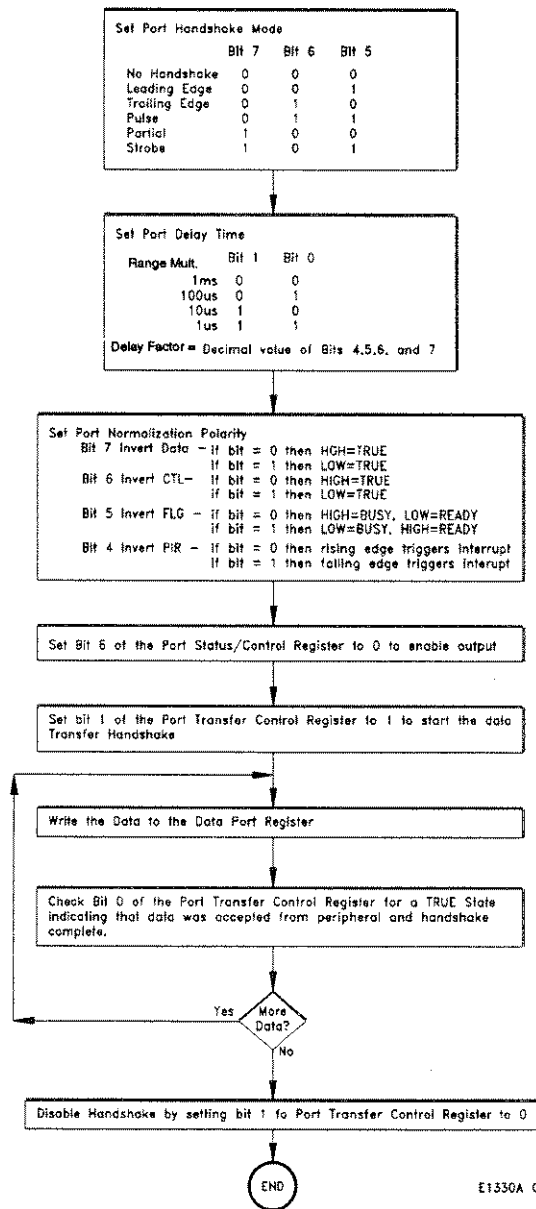 Set Port Handshake Mode
Bit 7 Bit 6 Bit 5
No Handshake 0 0 0
Leading Edge 0 0 1
Trailing Edge 0 1 0
Pulse 0 1 1
Partial 1 0 0
Strobe 1 0 1
Set Port Delay Time
Range Mult. Bit 1 Bit 0
1ms 0 0
100us 0 1
10us 1 0
1us 1 1
Delay Factor = Decimal value of Bits 4,5,6, and 7
Set Port Normalization Polarity
Bit 7 Invert Data - if bit = 0 then HGH=TRUE
if bit = 1 then LOW=TRUE
Bit 6 Invert CTL- if bit = 0 then HIGH=TRUE
if bit = 1 then LOW=TRUE
Bit 5 Invert FLG - if bit = 0 then HIGH=BUSY, LOW=READY
if bit = 1 then LOW=BUSY, HIGH=READY
Bit 4 Invert PIR - if bit = 0 then rising edge triggers interrupt
if bit = 1 then falling edge triggers interupt
Set Bit 6 of the Port Status/Control Register to 0 to enable output
Set bit 1 of the Port Transfer Control Register to 1 to start the data
Transfer Handshake
Write the Data to the Data Port Register
Check Bit 0 of the Port Transfer Control Register for a TRUE State
indicating that data was accepted from peripheral and handshake
complete.
Yes More
Data?
No
Disable Handshake by setting bit 1 fo Port Transfer Control Register to 0
END
E1330A